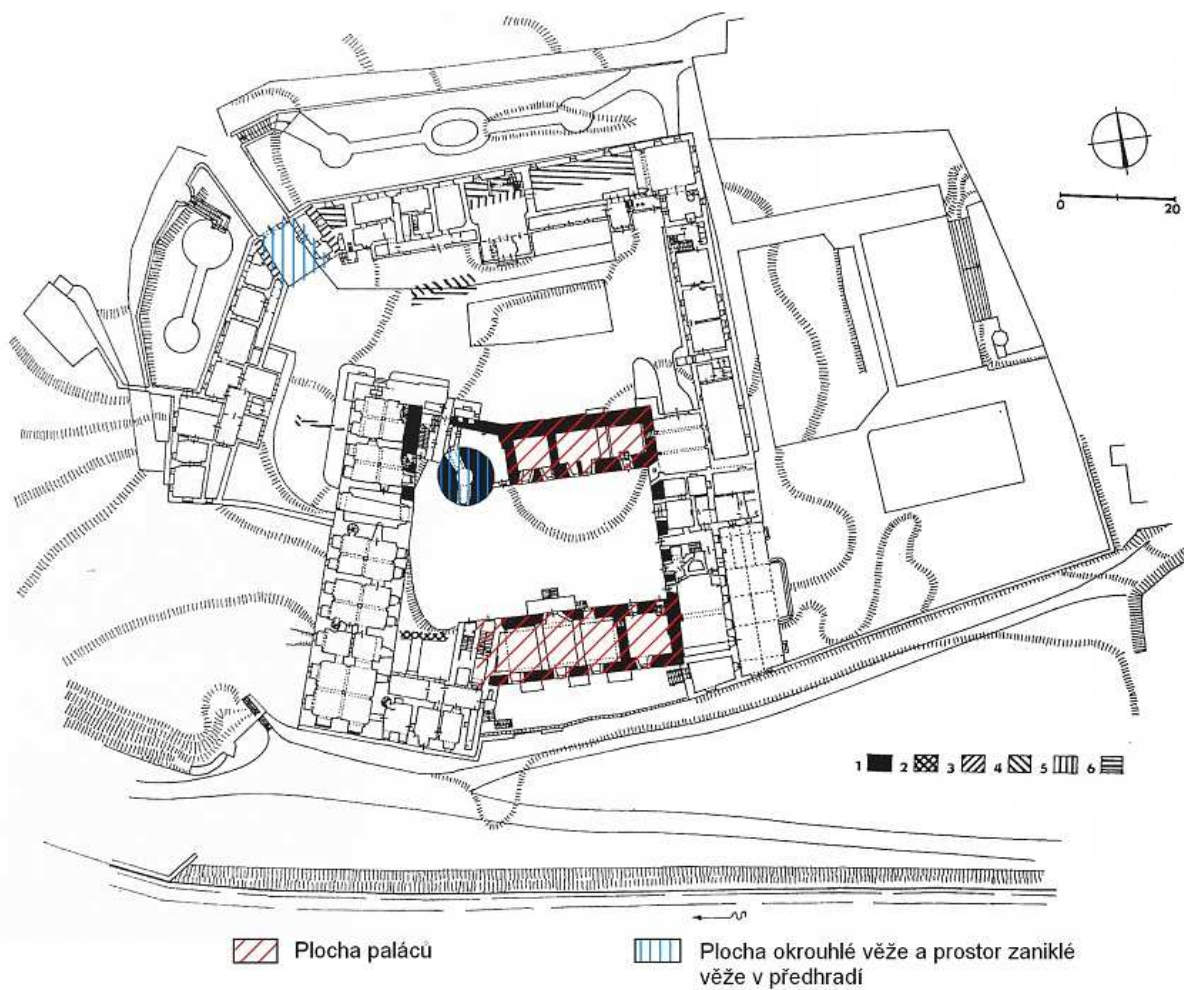 0 20
1 2 3 4 5 6
Plocha paláců
Plocha okrouhlé věže a prostor zaniklé
věže v předhradí